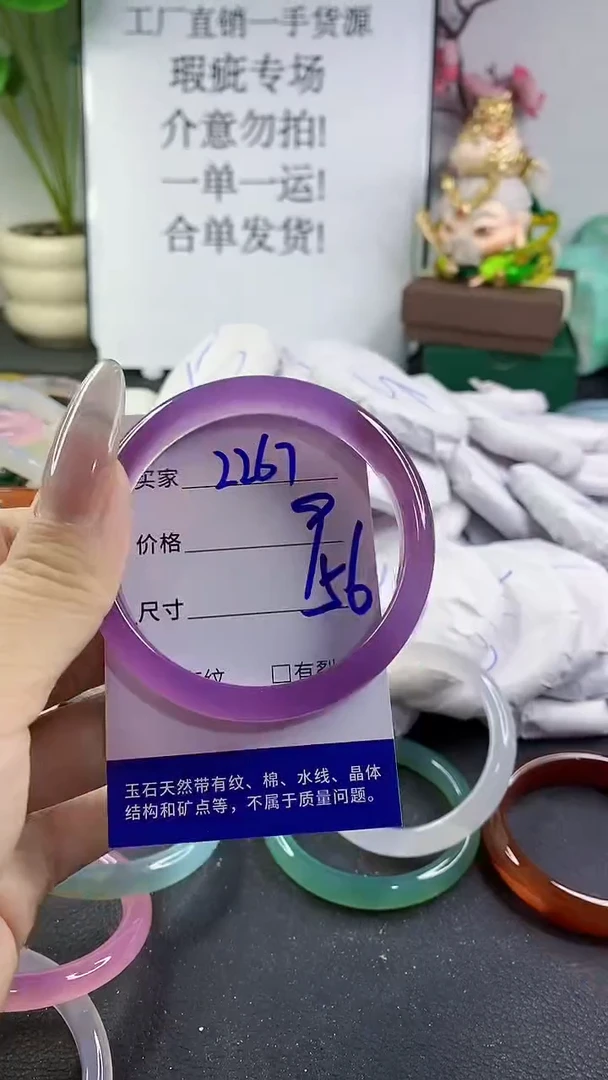 工厂直销一手货源
瑕疵专场
介意勿拍!
一单一运!
合单发货!
买家 2267
价格
尺寸 56
纹 □有裂
玉石天然带有纹、棉、水线、晶体
结构和矿点等，不属于质量问题。